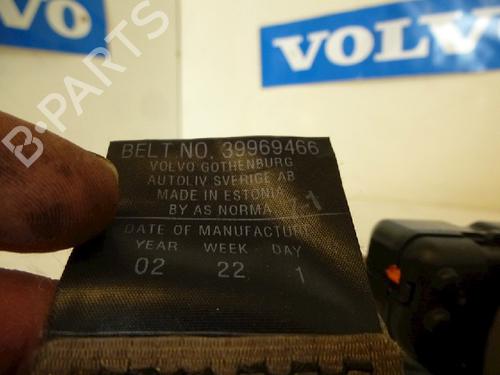 VOLVO
VOLV
B-PARTS
BELT NO. 39969466
VOLVO GOTHENBURG
AUTOLIV SVERIGE AB
MADE IN ESTONIA
BY AS NORMA
DATE OF MANUFACTURE
YEAR WEEK DAY
02 22 1